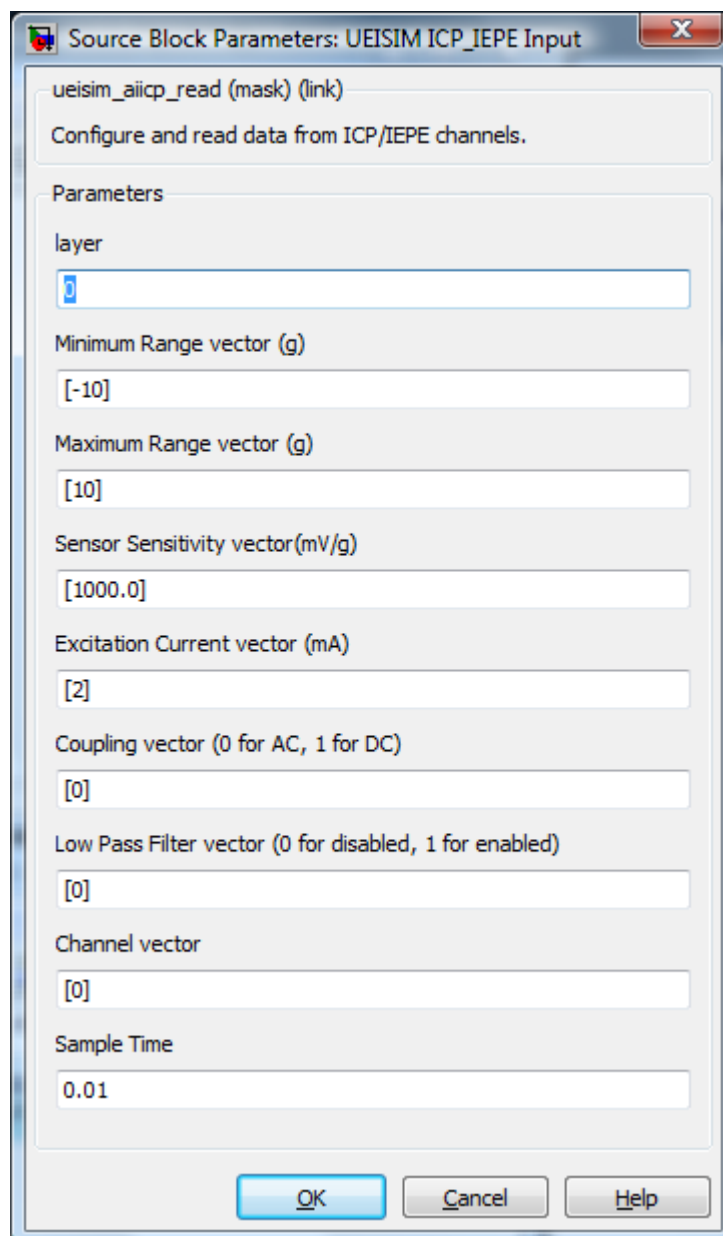 Source Block Parameters: UEISIM ICP_IEPE Input
ueisim_aiicp_read (mask) (link)
Configure and read data from ICP/IEPE channels.
Parameters
layer
0
Minimum Range vector (g)
[-10]
Maximum Range vector (g)
[10]
Sensor Sensitivity vector(mV/g)
[1000.0]
Excitation Current vector (mA)
[2]
Coupling vector (0 for AC, 1 for DC)
[0]
Low Pass Filter vector (0 for disabled, 1 for enabled)
[0]
Channel vector
[0]
Sample Time
0.01
OK Cancel Help